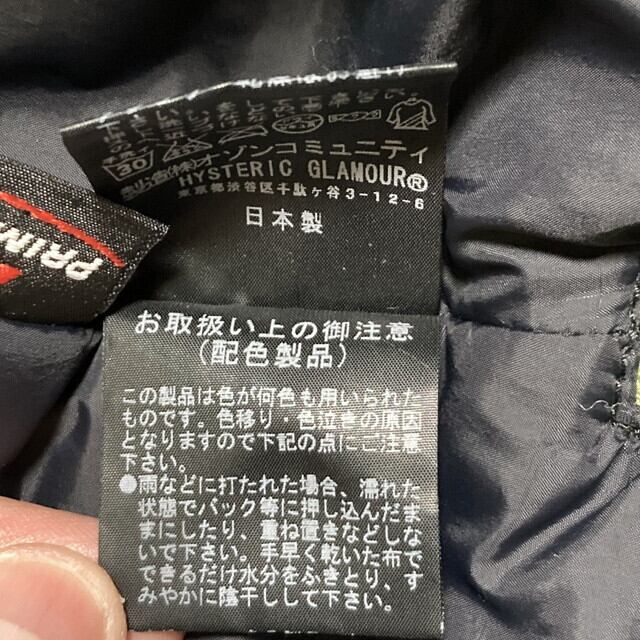 30
(株)オゾンコミュニティ
HYSTERIC GLAMOUR®
東京都渋谷区千駄ヶ谷3-12-6
日本製
PRIM
お取扱い上の御注意
(配色製品)
この製品は色が何色も用いられた
ものです。色移り・色泣きの原因
となりますので下記の点にご注意
下さい。
●雨などに打たれた場合、濡れた
状態でバック等に押し込んだま
まにしたり、重ね置きなどしな
いで下さい。手早く乾いた布で
できるだけ水分をふきとり、す
みやかに陰干しして下さい。